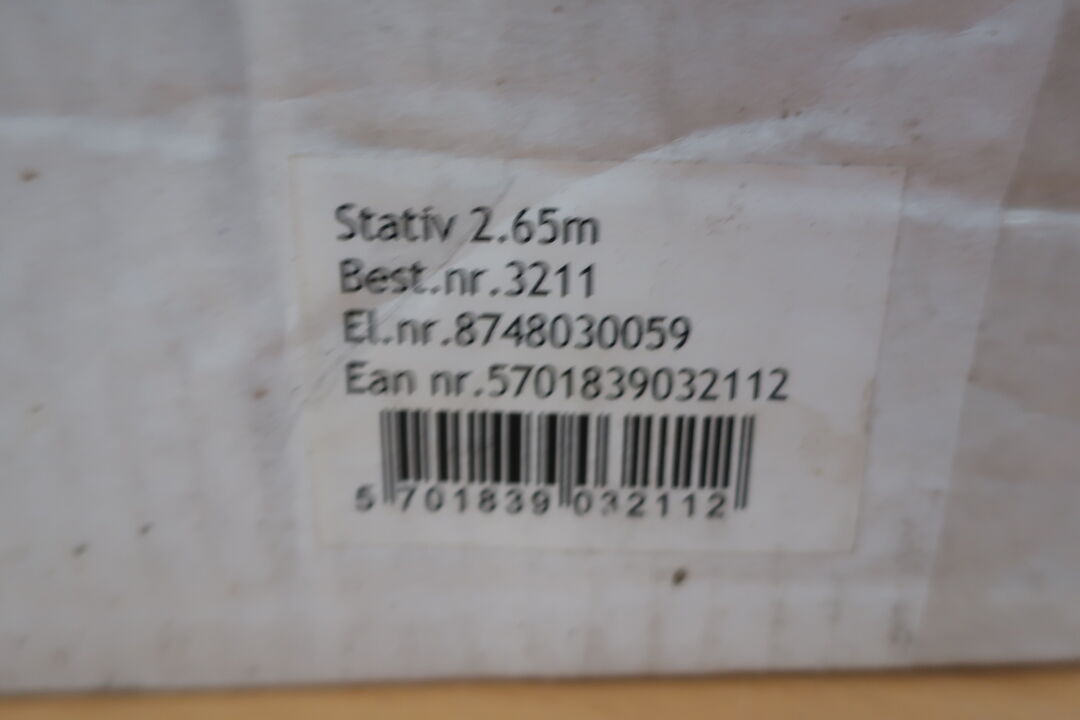 Stativ 2.65m
Best.nr.3211
El.nr.8748030059
Ean nr.5701839032112
5 701839 032112